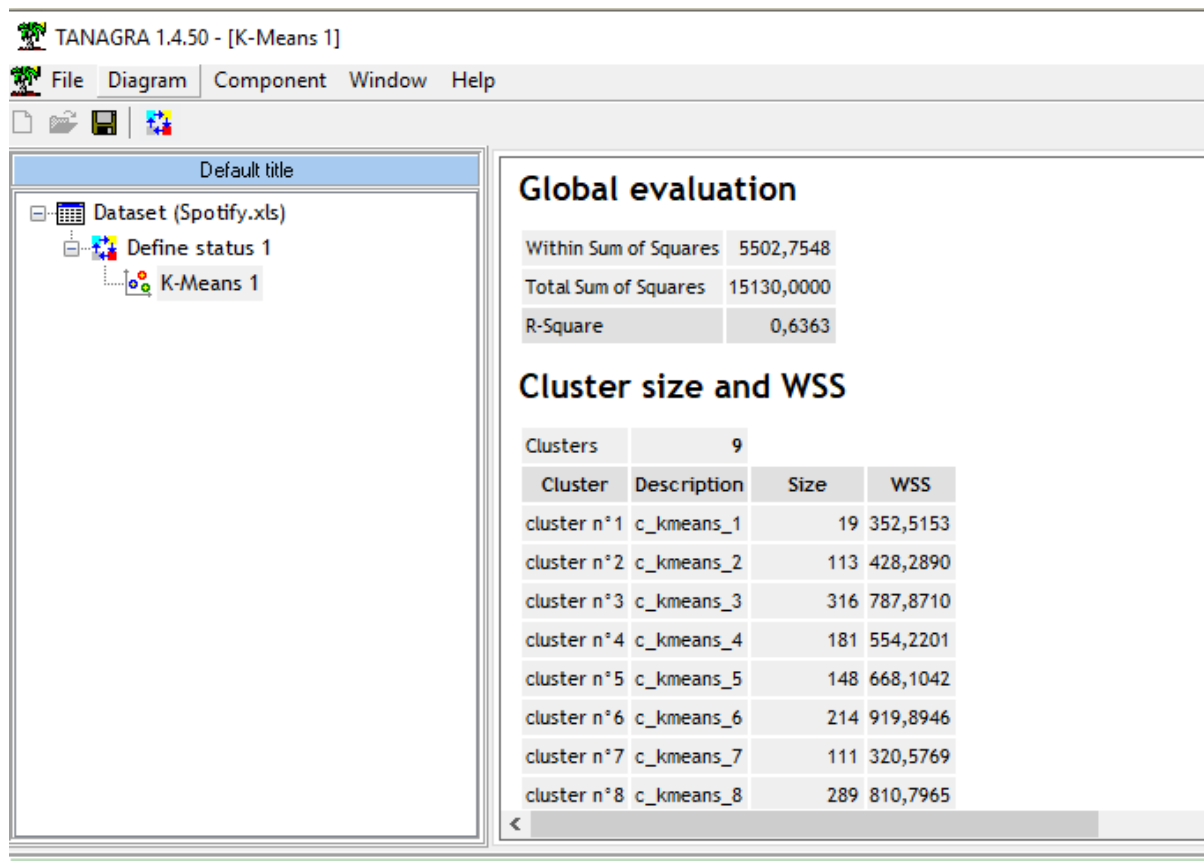 TANAGRA 1.4.50 - [K-Means 1]
File Diagram Component Window Help
Default title
Dataset (Spotify.xls)
Define status 1
K-Means 1
Global evaluation
Within Sum of Squares 5502,7548
Total Sum of Squares 15130,0000
R-Square 0,6363
Cluster size and WSS
Clusters 9
Cluster Description Size WSS
cluster n°1 c_kmeans_1 19 352,5153
cluster n°2 c_kmeans_2 113 428,2890
cluster n°3 c_kmeans_3 316 787,8710
cluster n°4 c_kmeans_4 181 554,2201
cluster n°5 c_kmeans_5 148 668,1042
cluster n°6 c_kmeans_6 214 919,8946
cluster n°7 c_kmeans_7 111 320,5769
cluster n°8 c_kmeans_8 289 810,7965